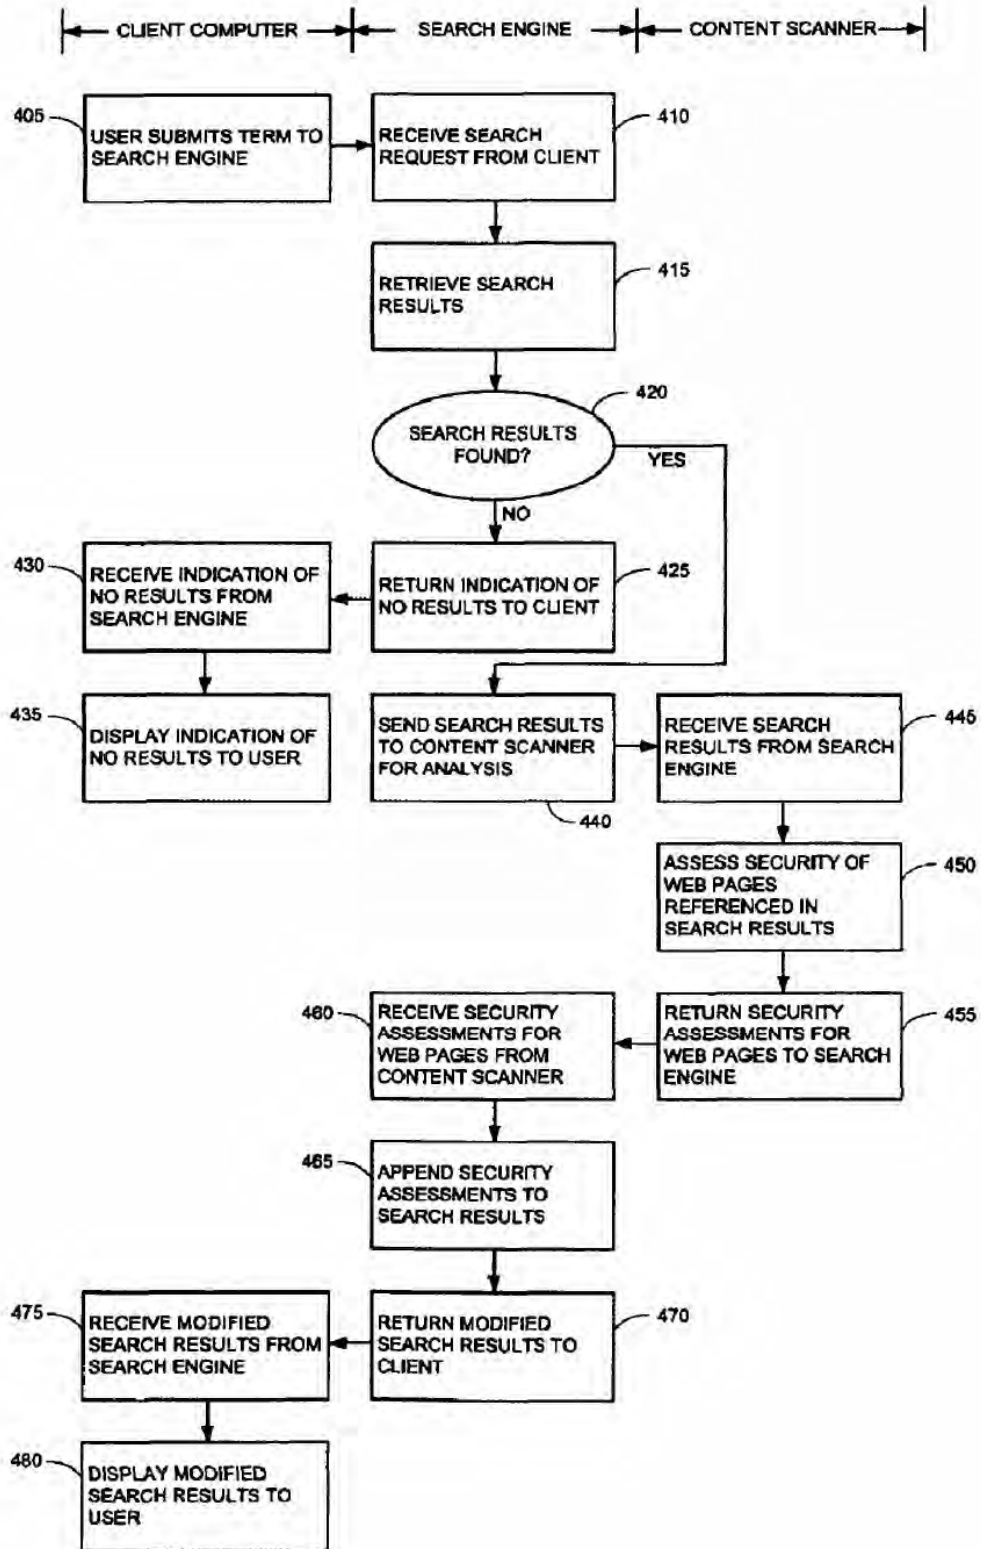 CLIENT COMPUTER
SEARCH ENGINE
CONTENT SCANNER
405
USER SUBMITS TERM TO
SEARCH ENGINE
RECEIVE SEARCH
REQUEST FROM CLIENT
410
RETRIEVE SEARCH
RESULTS
415
420
SEARCH RESULTS
FOUND?
YES
NO
430
RECEIVE INDICATION OF
NO RESULTS FROM
SEARCH ENGINE
RETURN INDICATION OF
NO RESULTS TO CLIENT
425
435
DISPLAY INDICATION OF
NO RESULTS TO USER
SEND SEARCH RESULTS
TO CONTENT SCANNER
FOR ANALYSIS
440
RECEIVE SEARCH
RESULTS FROM SEARCH
ENGINE
445
ASSESS SECURITY OF
WEB PAGES
REFERENCED IN
SEARCH RESULTS
450
460
RECEIVE SECURITY
ASSESSMENTS FOR
WEB PAGES FROM
CONTENT SCANNER
RETURN SECURITY
ASSESSMENTS FOR
WEB PAGES TO SEARCH
ENGINE
455
465
APPEND SECURITY
ASSESSMENTS TO
SEARCH RESULTS
475
RECEIVE MODIFIED
SEARCH RESULTS FROM
SEARCH ENGINE
RETURN MODIFIED
SEARCH RESULTS TO
CLIENT
470
480
DISPLAY MODIFIED
SEARCH RESULTS TO
USER